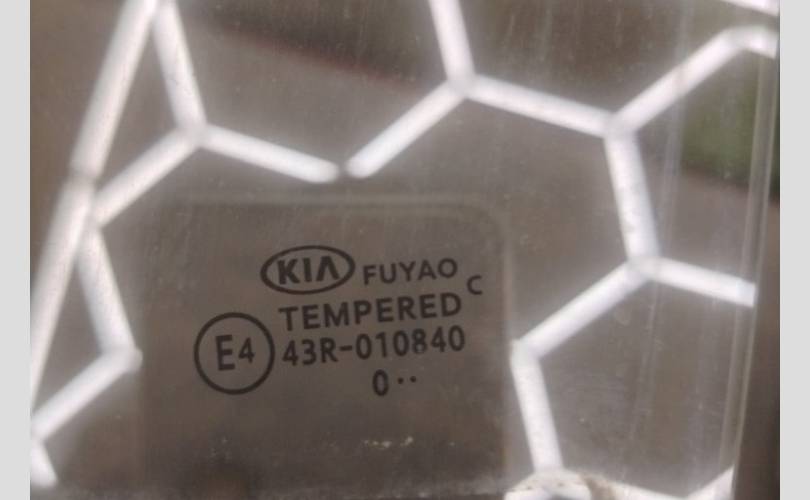 KIA FUYAO C
TEMPERED
E4 43R-010840
0··